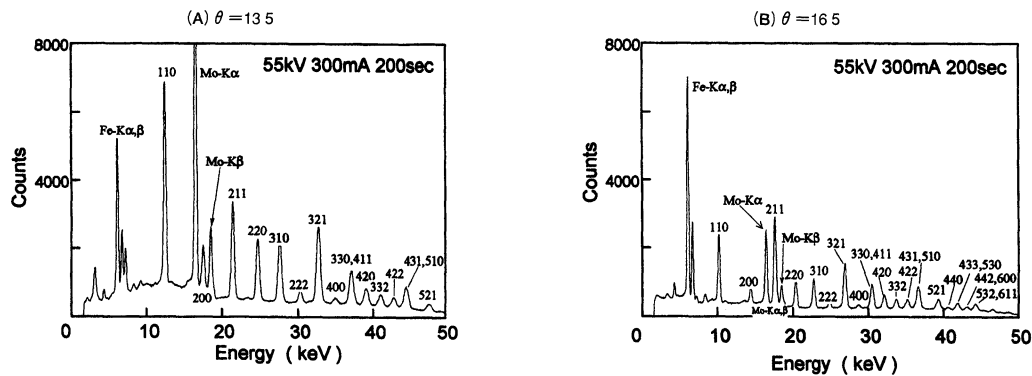 (A) θ =13 5
8000
4000
Counts
55kV 300mA 200sec
Fe-Kα,β
110
Mo-Kα
Mo-Kβ
200
211
220
310
222
321
400
330,411
420
332
422
431,510
521
0 10 20 30 40 50
Energy ( keV )
(B) θ =16 5
8000
4000
Counts
55kV 300mA 200sec
Fe-Kα,β
110
200
Mo-Kα
211
Mo-Kβ
Mo-Kα,β
220
310
222
321
400
330,411
420
332
422
431,510
521
440
433,530
442,600
532,611
0 10 20 30 40 50
Energy ( keV )